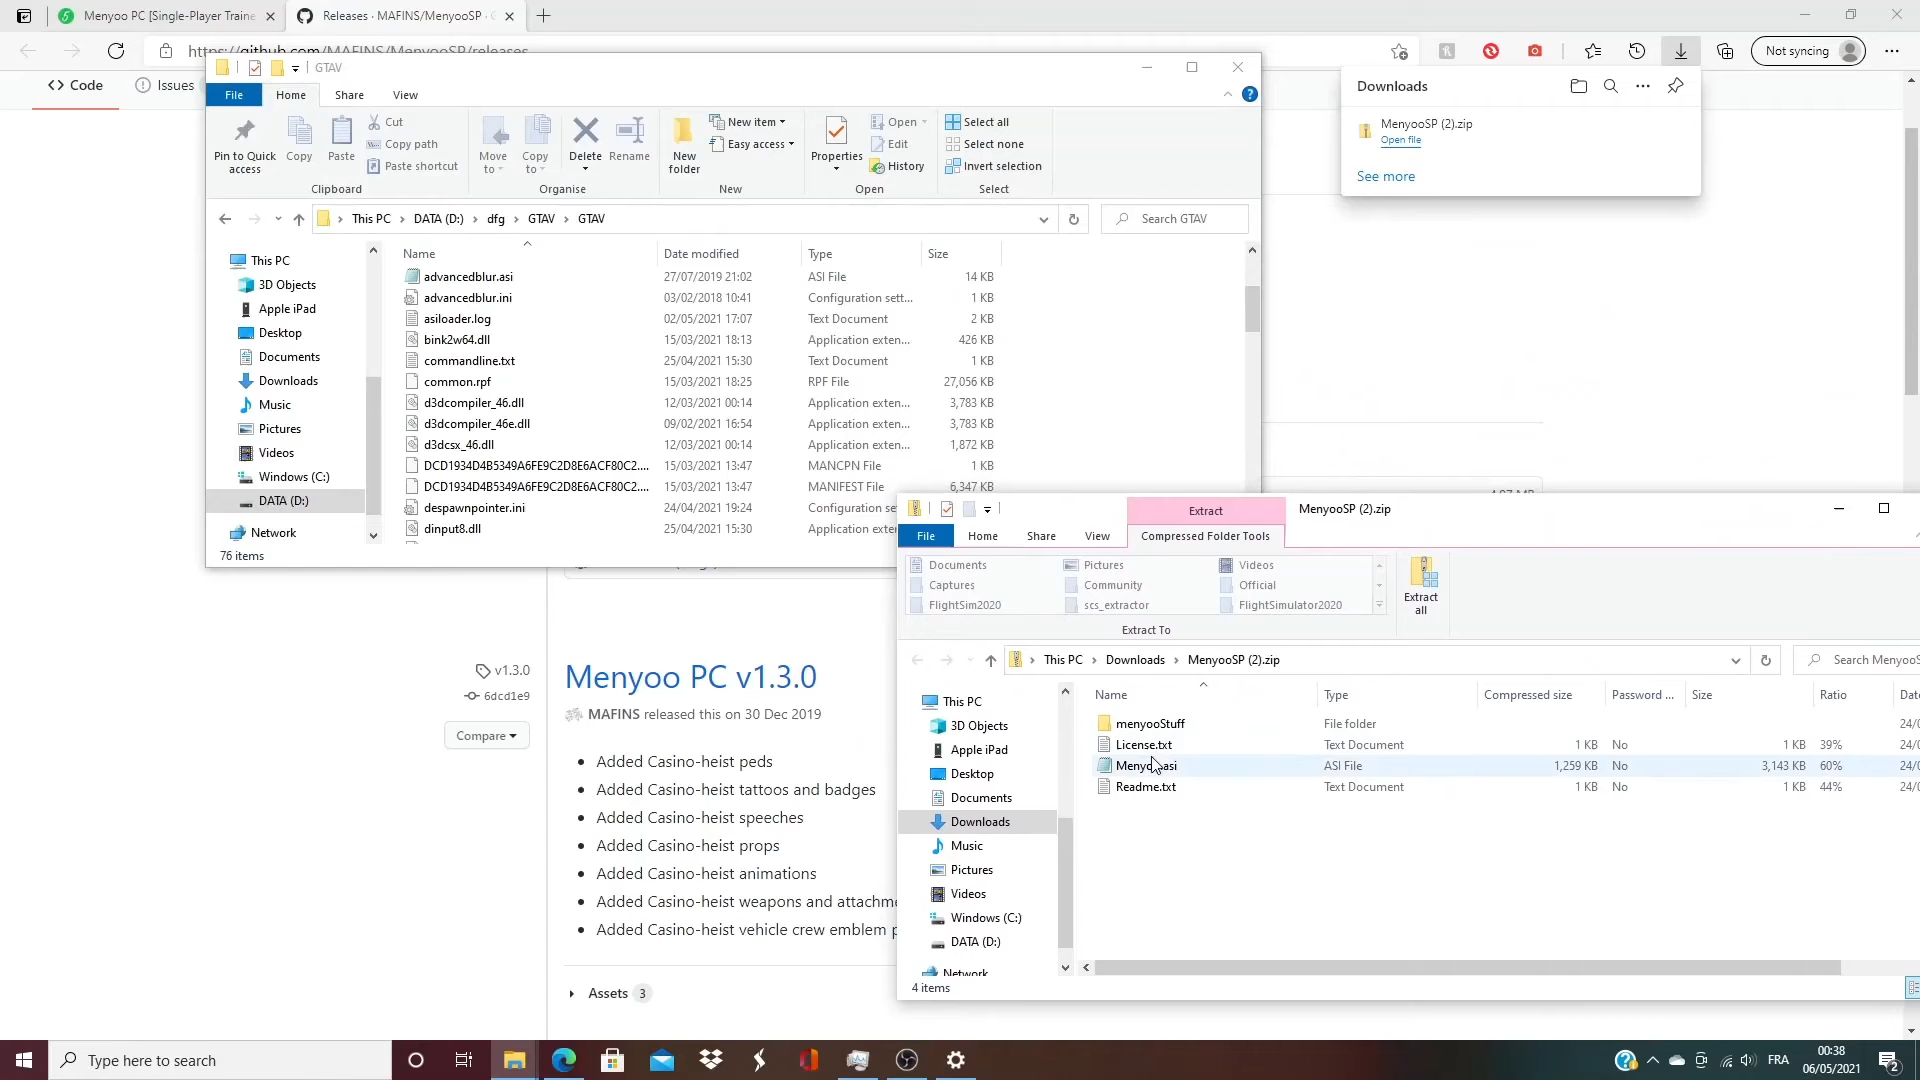 Menyoo PC [Single-Player Traine
Releases · MAFINS/MenyooSP ·
https://github.com/MAFINS/MenyooSP/releases
Not syncing
Code
Issues
GTAV
File
Home
Share
View
Pin to Quick access
Copy
Paste
Cut
Copy path
Paste shortcut
Clipboard
Move to
Copy to
Delete
Rename
Organise
New folder
New item
Easy access
New
Properties
Open
Edit
History
Open
Select all
Select none
Invert selection
Select
This PC
DATA (D:)
dfg
GTAV
GTAV
Search GTAV
This PC
3D Objects
Apple iPad
Desktop
Documents
Downloads
Music
Pictures
Videos
Windows (C:)
DATA (D:)
Network
Name Date modified Type Size
advancedblur.asi 27/07/2019 21:02 ASI File 14 KB
advancedblur.ini 03/02/2018 10:41 Configuration sett... 1 KB
asiloader.log 02/05/2021 17:07 Text Document 2 KB
bink2w64.dll 15/03/2021 18:13 Application exten... 426 KB
commandline.txt 25/04/2021 15:30 Text Document 1 KB
common.rpf 15/03/2021 18:25 RPF File 27,056 KB
d3dcompiler_46.dll 12/03/2021 00:14 Application exten... 3,783 KB
d3dcompiler_46e.dll 09/02/2021 16:54 Application exten... 3,783 KB
d3dcsx_46.dll 12/03/2021 00:14 Application exten... 1,872 KB
DCD1934D4B5349A6FE9C2D8E6ACF80C2.... 15/03/2021 13:47 MANCPN File 1 KB
DCD1934D4B5349A6FE9C2D8E6ACF80C2.... 15/03/2021 13:47 MANIFEST File 6,347 KB
despawnpointer.ini 24/04/2021 19:24 Configuration se
dinput8.dll 25/04/2021 15:30 Application exten
76 items
Downloads
MenyooSP (2).zip
Open file
See more
Extract
MenyooSP (2).zip
File
Home
Share
View
Compressed Folder Tools
Documents
Pictures
Videos
Captures
Community
Official
FlightSim2020
scs_extractor
FlightSimulator2020
Extract To
Extract all
This PC
Downloads
MenyooSP (2).zip
Search MenyooS
This PC
3D Objects
Apple iPad
Desktop
Documents
Downloads
Music
Pictures
Videos
Windows (C:)
DATA (D:)
Network
Name Type Compressed size Password ... Size Ratio Date
menyooStuff File folder 24/0
License.txt Text Document 1 KB No 1 KB 39% 24/0
Menyoo.asi ASI File 1,259 KB No 3,143 KB 60% 24/0
Readme.txt Text Document 1 KB No 1 KB 44% 24/0
4 items
v1.3.0
6dcd1e9
Compare
Menyoo PC v1.3.0
MAFINS released this on 30 Dec 2019
Added Casino-heist peds
Added Casino-heist tattoos and badges
Added Casino-heist speeches
Added Casino-heist props
Added Casino-heist animations
Added Casino-heist weapons and attachme
Added Casino-heist vehicle crew emblem p
Assets 3
Type here to search
FRA
00:38
06/05/2021
2